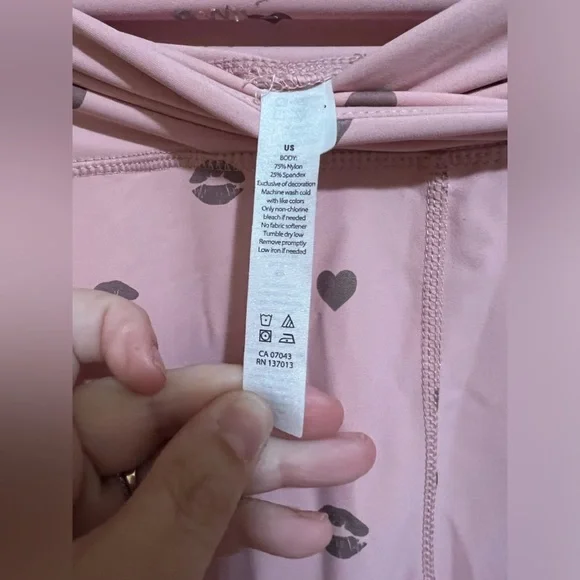 US
BODY:
75% Nylon
25% Spandex
Exclusive of decoration
Machine wash cold
with like colors
Only non-chlorine
bleach if needed
No fabric softener
Tumble dry low
Remove promptly
Low iron if needed
CA 07043
RN 137013